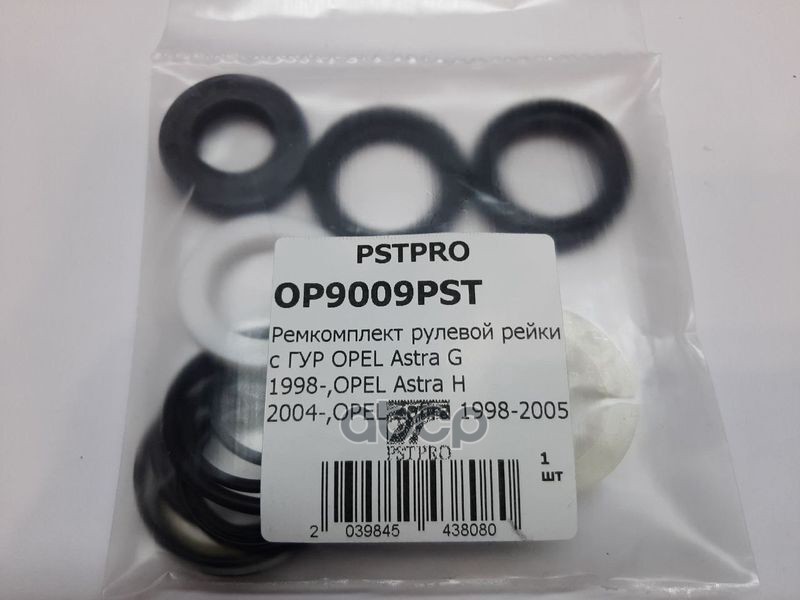 PSTPRO
OP9009PST
Ремкомплект рулевой рейки
с ГУР OPEL Astra G
1998-,OPEL Astra H
2004-,OPEL Astra 1998-2005
PSTPRO
1
шт
2 039845 438080